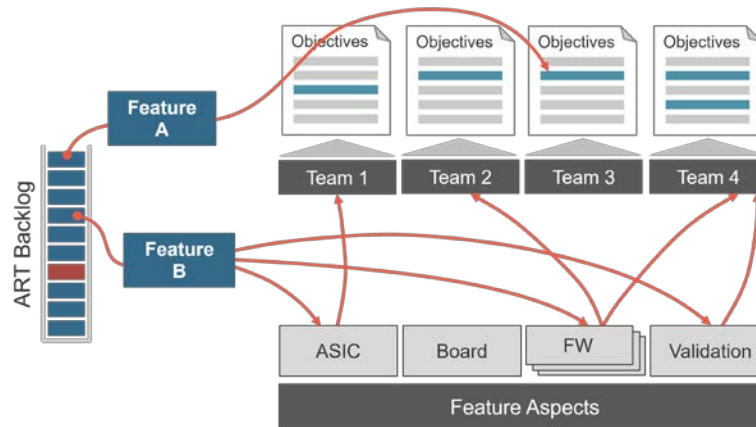 Objectives
Objectives
Objectives
Objectives
Feature
A
Team 1
Team 2
Team 3
Team 4
ART Backlog
Feature
B
ASIC
Board
FW
Validation
Feature Aspects